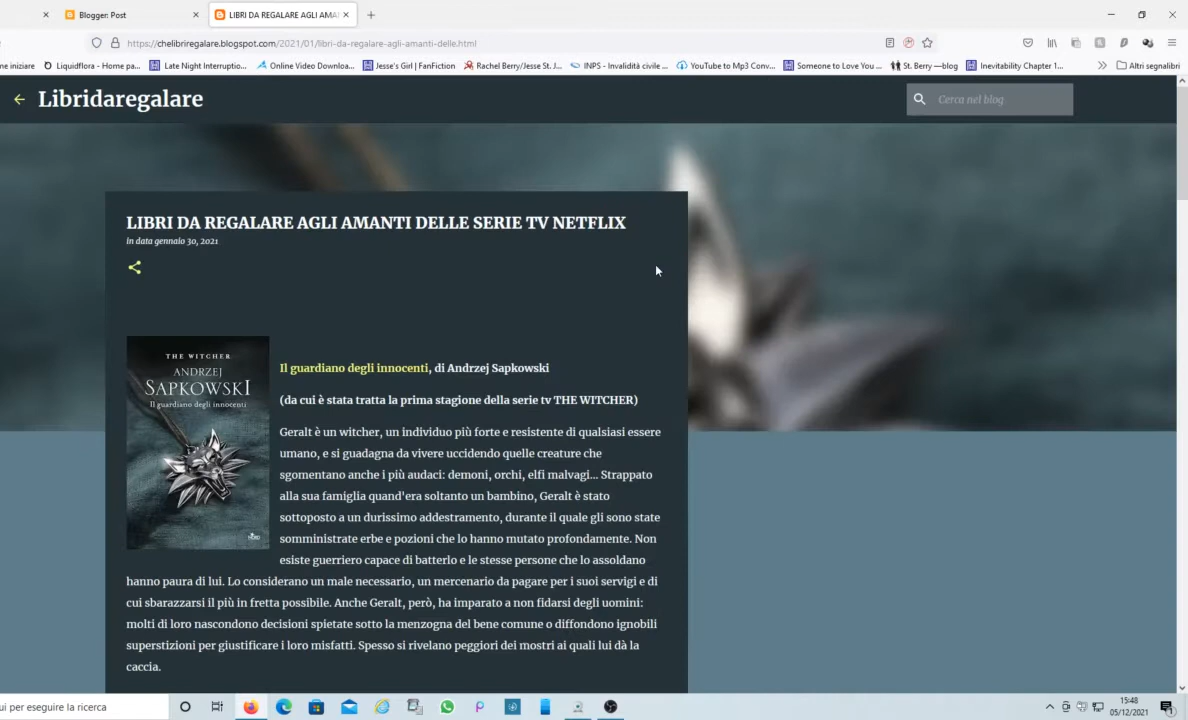 Blogger: Post
LIBRI DA REGALARE AGLI AMA
https://chelibriregalare.blogspot.com/2021/01/libri-da-regalare-agli-amanti-delle.html
me iniziare
Liquidflora - Home pa...
Late Night Interruptio...
Online Video Downloa...
Jesse's Girl | FanFiction
Rachel Berry/Jesse St. J...
INPS - Invalidità civile ...
YouTube to Mp3 Conv...
Someone to Love You ...
St. Berry —blog
Inevitability Chapter 1...
Altri segnalibri
Libridaregalare
Cerca nel blog
LIBRI DA REGALARE AGLI AMANTI DELLE SERIE TV NETFLIX
in data gennaio 30, 2021
THE WITCHER
ANDRZEJ
SAPKOWSKI
Il guardiano degli innocenti
NORD
Il guardiano degli innocenti, di Andrzej Sapkowski
(da cui è stata tratta la prima stagione della serie tv THE WITCHER)
Geralt è un witcher, un individuo più forte e resistente di qualsiasi essere
umano, e si guadagna da vivere uccidendo quelle creature che
sgomentano anche i più audaci: demoni, orchi, elfi malvagi... Strappato
alla sua famiglia quand'era soltanto un bambino, Geralt è stato
sottoposto a un durissimo addestramento, durante il quale gli sono state
somministrate erbe e pozioni che lo hanno mutato profondamente. Non
esiste guerriero capace di batterlo e le stesse persone che lo assoldano
hanno paura di lui. Lo considerano un male necessario, un mercenario da pagare per i suoi servigi e di
cui sbarazzarsi il più in fretta possibile. Anche Geralt, però, ha imparato a non fidarsi degli uomini:
molti di loro nascondono decisioni spietate sotto la menzogna del bene comune o diffondono ignobili
superstizioni per giustificare i loro misfatti. Spesso si rivelano peggiori dei mostri ai quali lui dà la
caccia.
ui per eseguire la ricerca
15:48
05/12/2021